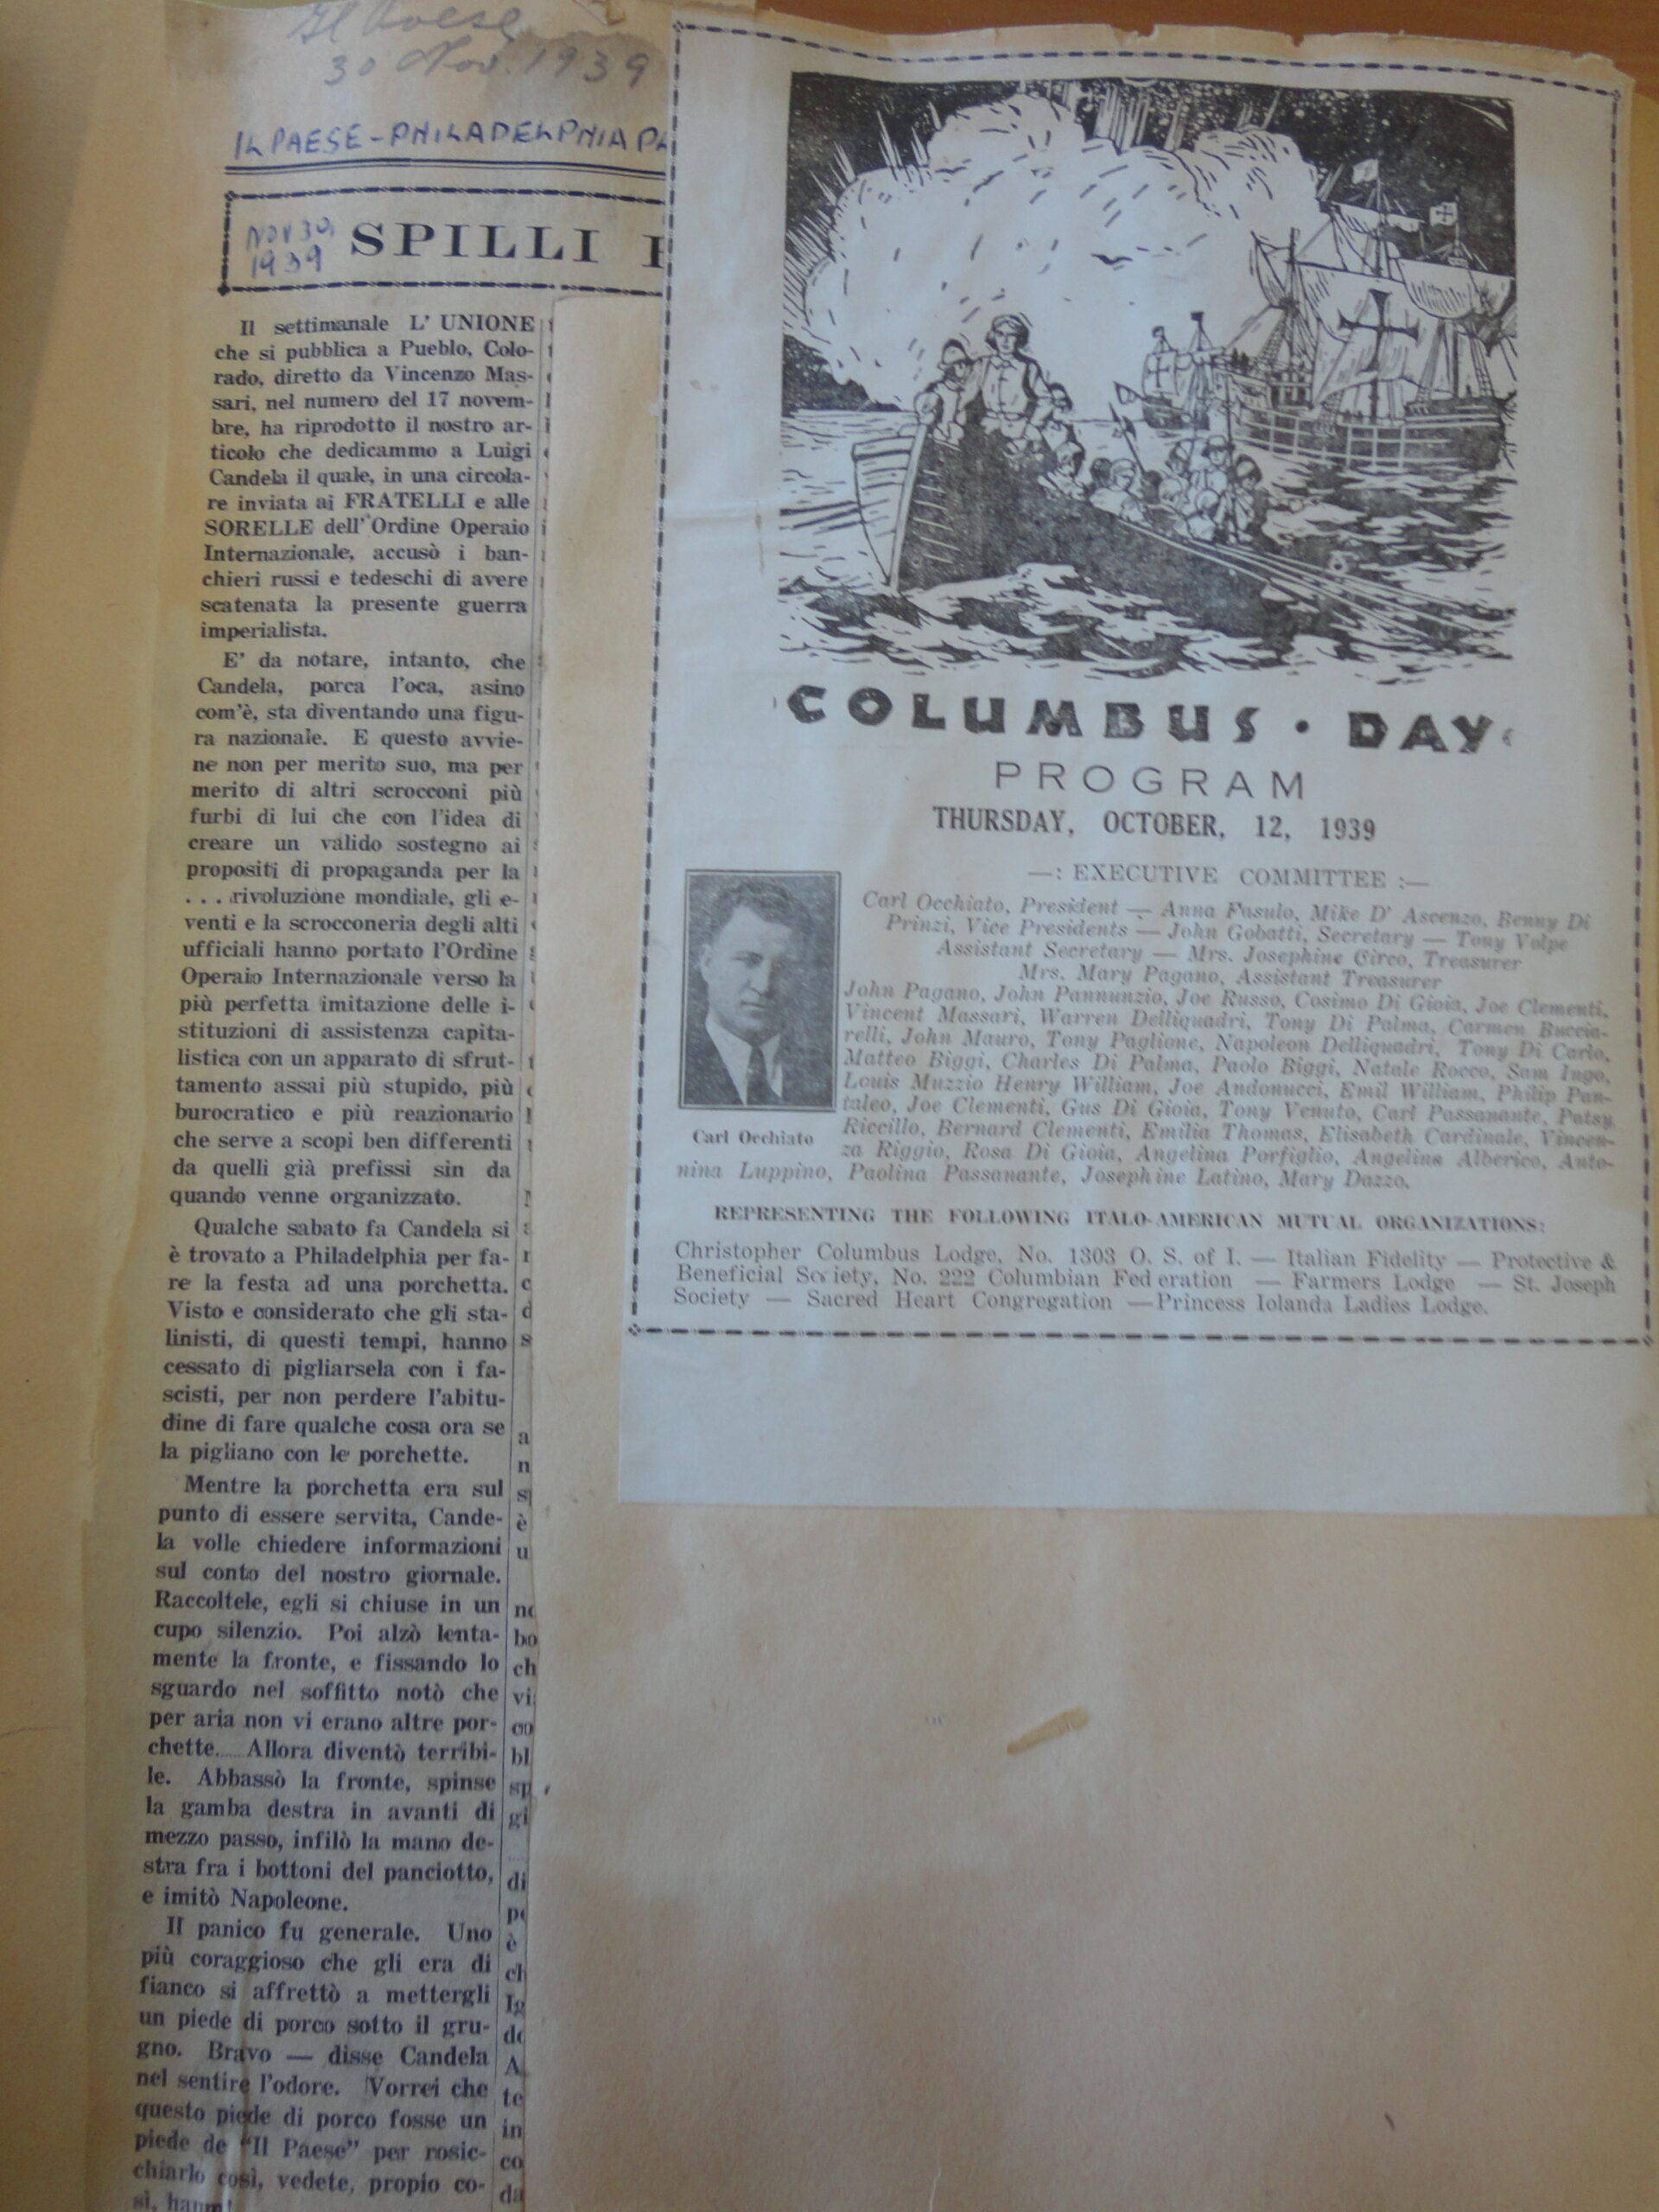 Il Paese
30 Nov. 1939
IL PAESE - PHILADELPHIA PA
NOV 30,
1939
SPILLI
Il settimanale L' UNIONE
che si pubblica a Pueblo, Colo-
rado, diretto da Vincenzo Mas-
sari, nel numero del 17 novem-
bre, ha riprodotto il nostro ar-
ticolo che dedicammo a Luigi
Candela il quale, in una circola-
re inviata ai FRATELLI e alle
SORELLE dell' Ordine Operaio
Internazionale, accusò i ban-
chieri russi e tedeschi di avere
scatenata la presente guerra
imperialista.
E' da notare, intanto, che
Candela, porca l'oca, asino
com'è, sta diventando una figu-
ra nazionale. E questo avvie-
ne non per merito suo, ma per
merito di altri scrocconi più
furbi di lui che con l'idea di
creare un valido sostegno ai
propositi di propaganda per la
. . . rivoluzione mondiale, gli e-
venti e la scrocconeria degli alti
ufficiali hanno portato l'Ordine
Operaio Internazionale verso la
più perfetta imitazione delle i-
stituzioni di assistenza capita-
listica con un apparato di sfrut-
tamento assai più stupido, più
burocratico e più reazionario
che serve a scopi ben differenti
da quelli già prefissi sin da
quando venne organizzato.
Qualche sabato fa Candela si
è trovato a Philadelphia per fa-
re la festa ad una porchetta.
Visto e considerato che gli sta-
linisti, di questi tempi, hanno
cessato di pigliarsela con i fa-
scisti, per non perdere l'abitu-
dine di fare qualche cosa ora se
la pigliano con le porchette.
Mentre la porchetta era sul
punto di essere servita, Cande-
la volle chiedere informazioni
sul conto del nostro giornale.
Raccoltele, egli si chiuse in un
cupo silenzio. Poi alzò lenta-
mente la fronte, e fissando lo
sguardo nel soffitto notò che
per aria non vi erano altre por-
chette..... Allora diventò terribi-
le. Abbassò la fronte, spinse
la gamba destra in avanti di
mezzo passo, infilò la mano de-
stra fra i bottoni del panciotto,
e imitò Napoleone.
Il panico fu generale. Uno
più coraggioso che gli era di
fianco si affrettò a mettergli
un piede di porco sotto il gru-
gno. Bravo — disse Candela
nel sentire l'odore. Vorrei che
questo piede di porco fosse un
piede de "Il Paese" per rosic-
chiarlo così, vedete, propio co-
sì,
COLUMBUS · DAY
PROGRAM
THURSDAY, OCTOBER, 12, 1939
—: EXECUTIVE COMMITTEE :—
Carl Occhiato, President — Anna Fasulo, Mike D' Ascenzo, Benny Di
Prinzi, Vice Presidents — John Gobatti, Secretary — Tony Volpe
Assistant Secretary — Mrs. Josephine Circo, Treasurer
Mrs. Mary Pagano, Assistant Treasurer
John Pagano, John Pannunzio, Joe Russo, Cosimo Di Gioia, Joe Clementi,
Vincent Massari, Warren Delliquadri, Tony Di Palma, Carmen Buccia-
relli, John Mauro, Tony Paglione, Napoleon Delliquadri, Tony Di Carlo,
Matteo Biggi, Charles Di Palma, Paolo Biggi, Natale Rocco, Sam Ingo,
Louis Muzzio Henry William, Joe Andonucci, Emil William, Philip Pan-
taleo, Joe Clementi, Gus Di Gioia, Tony Venuto, Carl Passanante, Patsy
Riccillo, Bernard Clementi, Emilia Thomas, Elisabeth Cardinale, Vincen-
za Riggio, Rosa Di Gioia, Angelina Porfiglio, Angelina Alberico, Anto-
nina Luppino, Paolina Passanante, Josephine Latino, Mary Dazzo.
Carl Occhiato
REPRESENTING THE FOLLOWING ITALO-AMERICAN MUTUAL ORGANIZATIONS:
Christopher Columbus Lodge, No. 1303 O. S. of I. — Italian Fidelity — Protective &
Beneficial Society, No. 222 Columbian Federation — Farmers Lodge — St. Joseph
Society — Sacred Heart Congregation —Princess Iolanda Ladies Lodge.